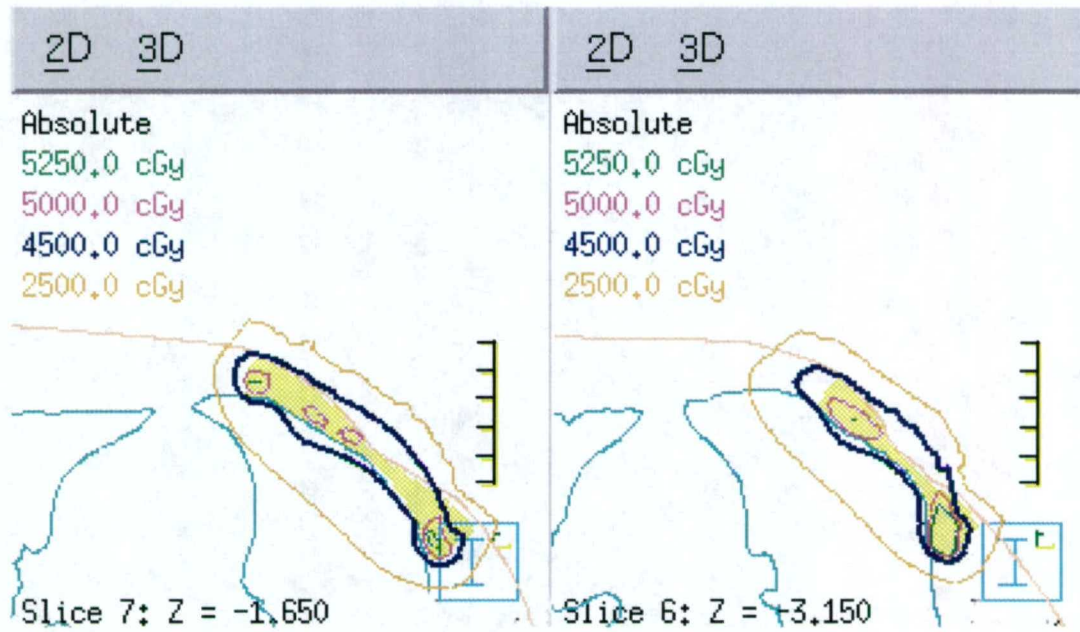 2D 3D
Absolute
5250.0 cGy
5000.0 cGy
4500.0 cGy
2500.0 cGy
Slice 7: Z = -1.650
2D 3D
Absolute
5250.0 cGy
5000.0 cGy
4500.0 cGy
2500.0 cGy
Slice 6: Z = -3.150